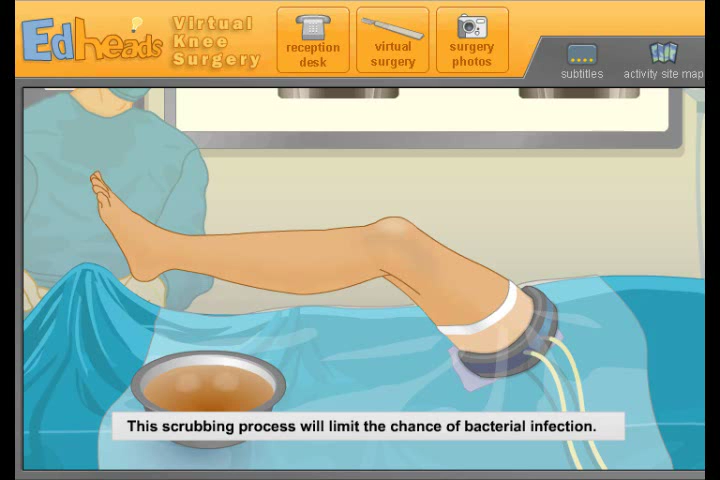 Edheads
Virtual
Knee
Surgery
reception
desk
virtual
surgery
surgery
photos
subtitles
activity site map
This scrubbing process will limit the chance of bacterial infection.